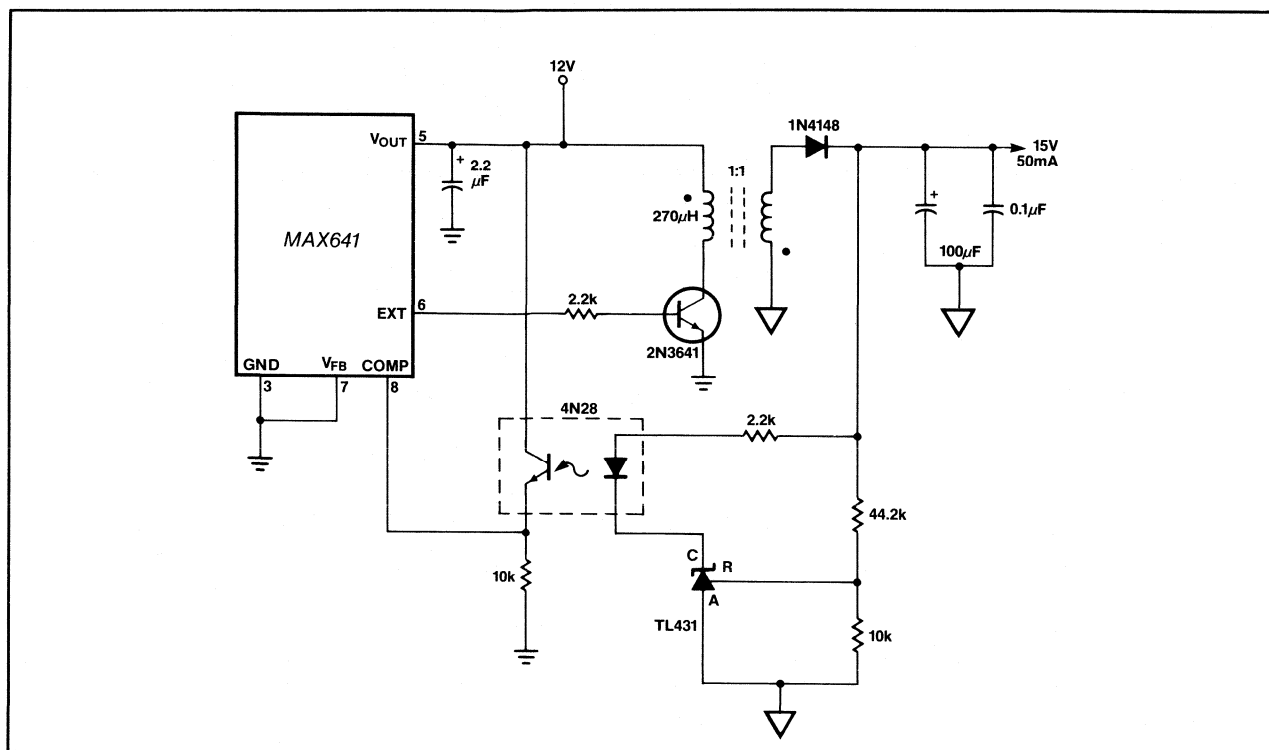 12V
1N4148
VOUT
5
+
2.2
µF
15V
50mA
1:1
270µH
+
0.1µF
MAX641
100µF
EXT
6
2.2k
2N3641
GND
VFB
COMP
3
7
8
4N28
2.2k
44.2k
C
R
10k
A
TL431
10k